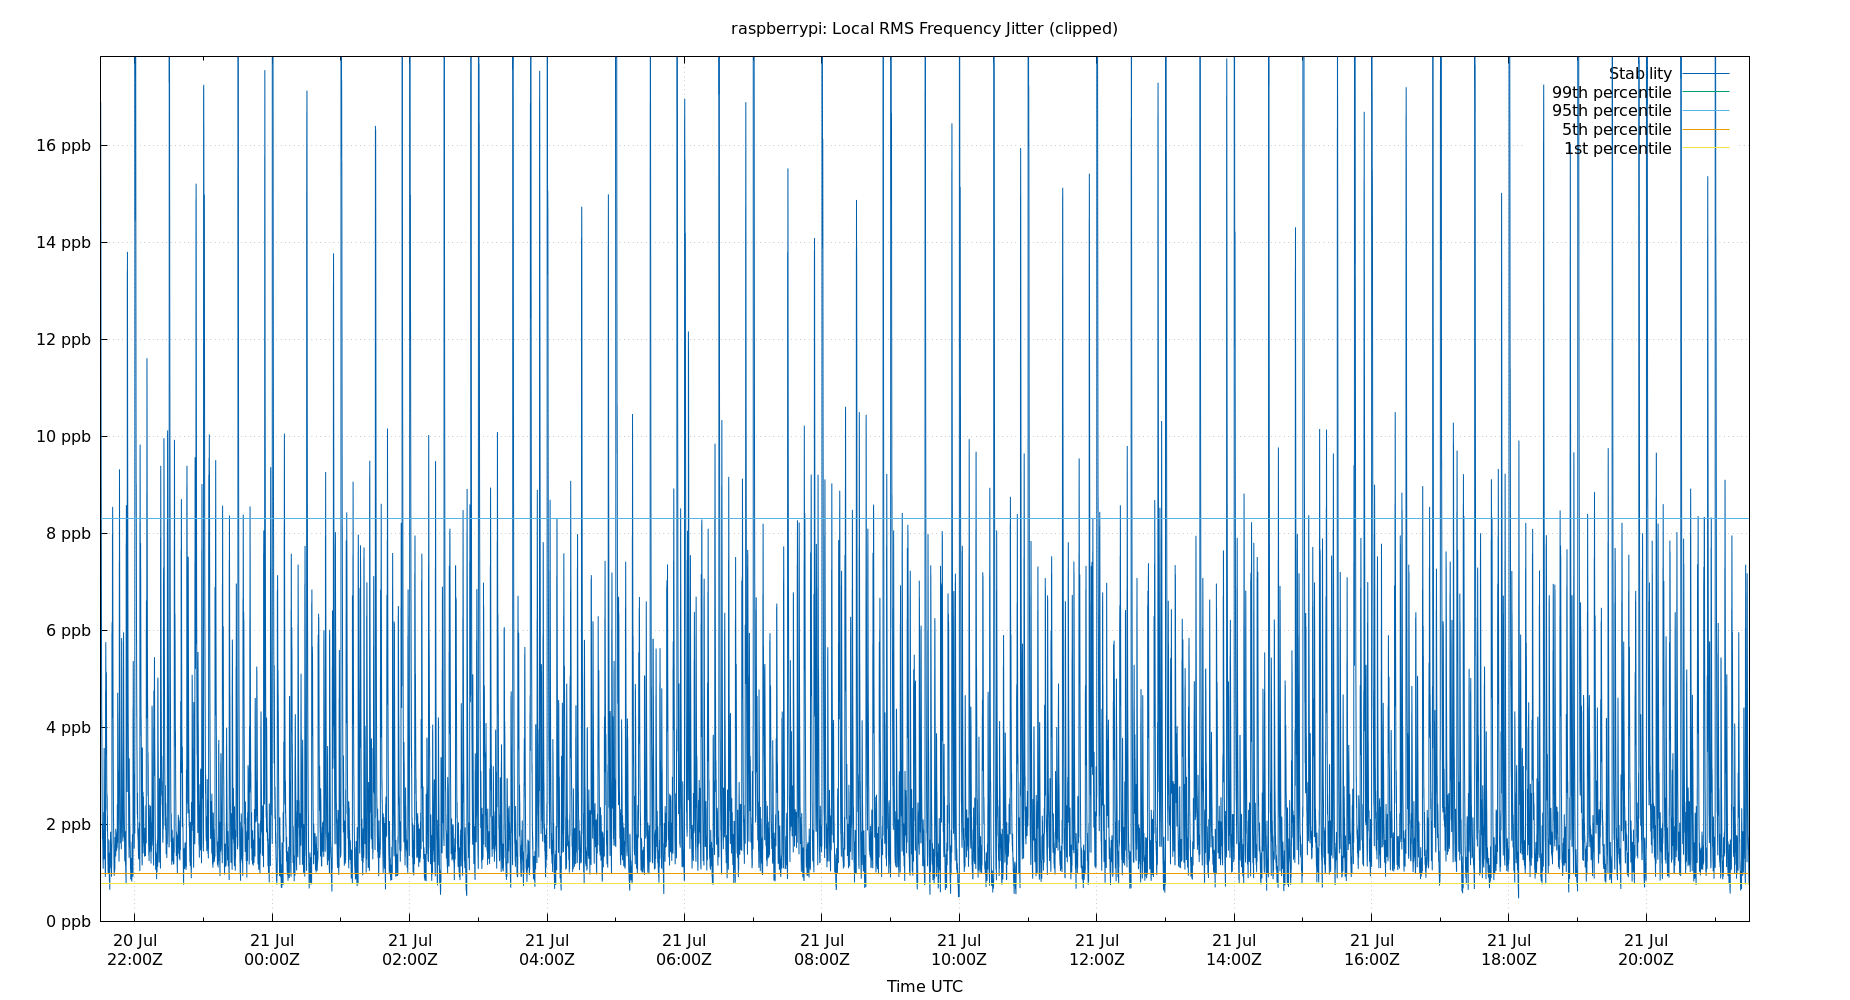 raspberrypi: Local RMS Frequency Jitter (clipped)
Stability
99th percentile
95th percentile
5th percentile
1st percentile
16 ppb
14 ppb
12 ppb
10 ppb
8 ppb
6 ppb
4 ppb
2 ppb
0 ppb
20 Jul 21 Jul 21 Jul 21 Jul 21 Jul 21 Jul 21 Jul 21 Jul 21 Jul 21 Jul 21 Jul 21 Jul
22:00Z 00:00Z 02:00Z 04:00Z 06:00Z 08:00Z 10:00Z 12:00Z 14:00Z 16:00Z 18:00Z 20:00Z
Time UTC